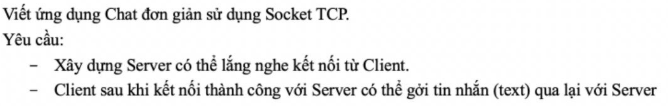 Viết ứng dụng Chat đơn giản sử dụng Socket TCP.
Yêu cầu:
− Xây dựng Server có thể lắng nghe kết nối từ Client.
− Client sau khi kết nối thành công với Server có thể gởi tin nhắn (text) qua lại với Server